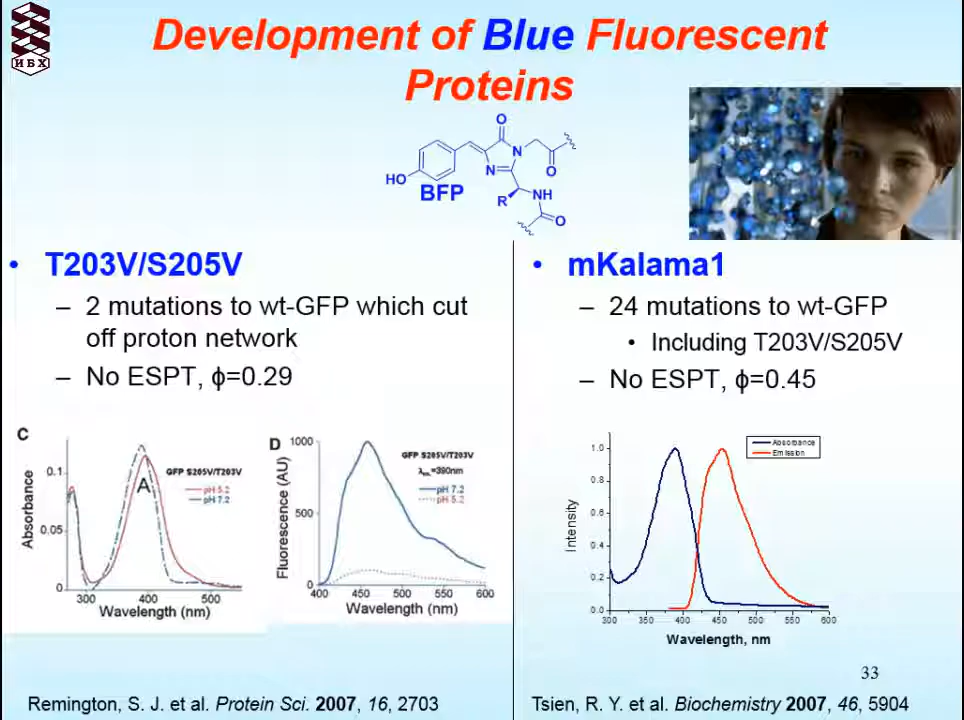 ИБХ
Development of Blue Fluorescent
Proteins
O
N
N
O
HO
BFP
R
NH
O
• T203V/S205V
– 2 mutations to wt-GFP which cut
off proton network
– No ESPT, ϕ=0.29
C
GFP S205V/T203V
A
pH 5.2
pH 7.2
0.1
0.05
0
300 400 500
Absorbance
Wavelength (nm)
D
GFP S205V/T203V
λex.=390nm
pH 7.2
pH 5.2
1000
500
0
400 450 500 550 600
Fluorescence (AU)
Wavelength (nm)
Remington, S. J. et al. Protein Sci. 2007, 16, 2703
• mKalama1
– 24 mutations to wt-GFP
• Including T203V/S205V
– No ESPT, ϕ=0.45
Absorbance
Emission
1.0
0.8
0.6
0.4
0.2
0.0
300 350 400 450 500 550 600
Intensity
Wavelength, nm
33
Tsien, R. Y. et al. Biochemistry 2007, 46, 5904